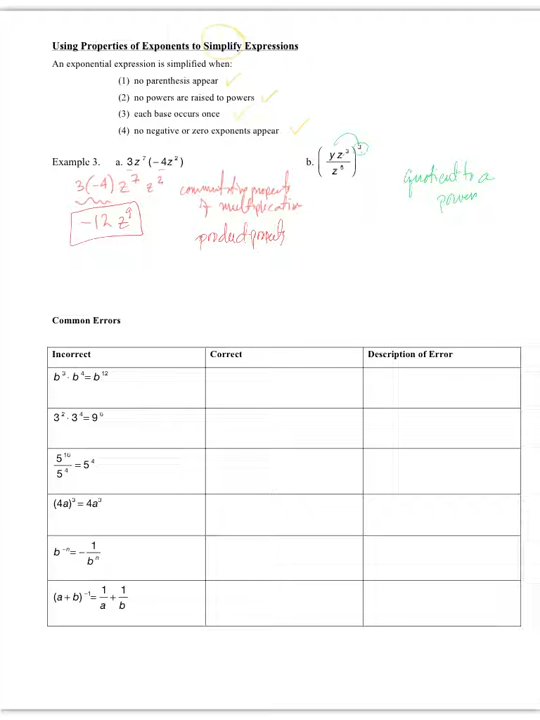 Using Properties of Exponents to Simplify Expressions
An exponential expression is simplified when:
(1) no parenthesis appear
(2) no powers are raised to powers
(3) each base occurs once
(4) no negative or zero exponents appear
Example 3. a. 3z⁷(−4z²) b. (yz⁻³/z⁵)³
3(-4) z⁷ z² commutative property
of multiplication
-12 z⁹
product property
Quotient to a
power
Common Errors
Incorrect Correct Description of Error
b³ · b⁴ = b¹²
3² · 3⁴ = 9⁶
5¹⁶/5⁴ = 5⁴
(4a)³ = 4a³
b⁻ⁿ = − 1/bⁿ
(a + b)⁻¹ = 1/a + 1/b